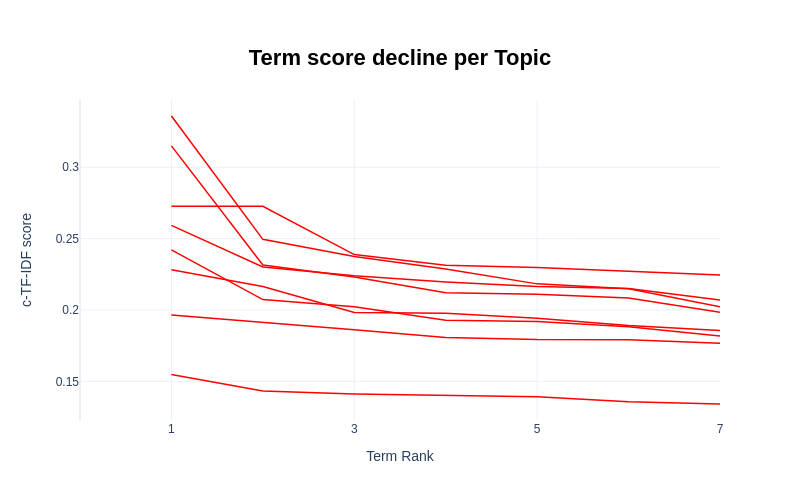 Term score decline per Topic
c-TF-IDF score
0.3
0.25
0.2
0.15
1 3 5 7
Term Rank